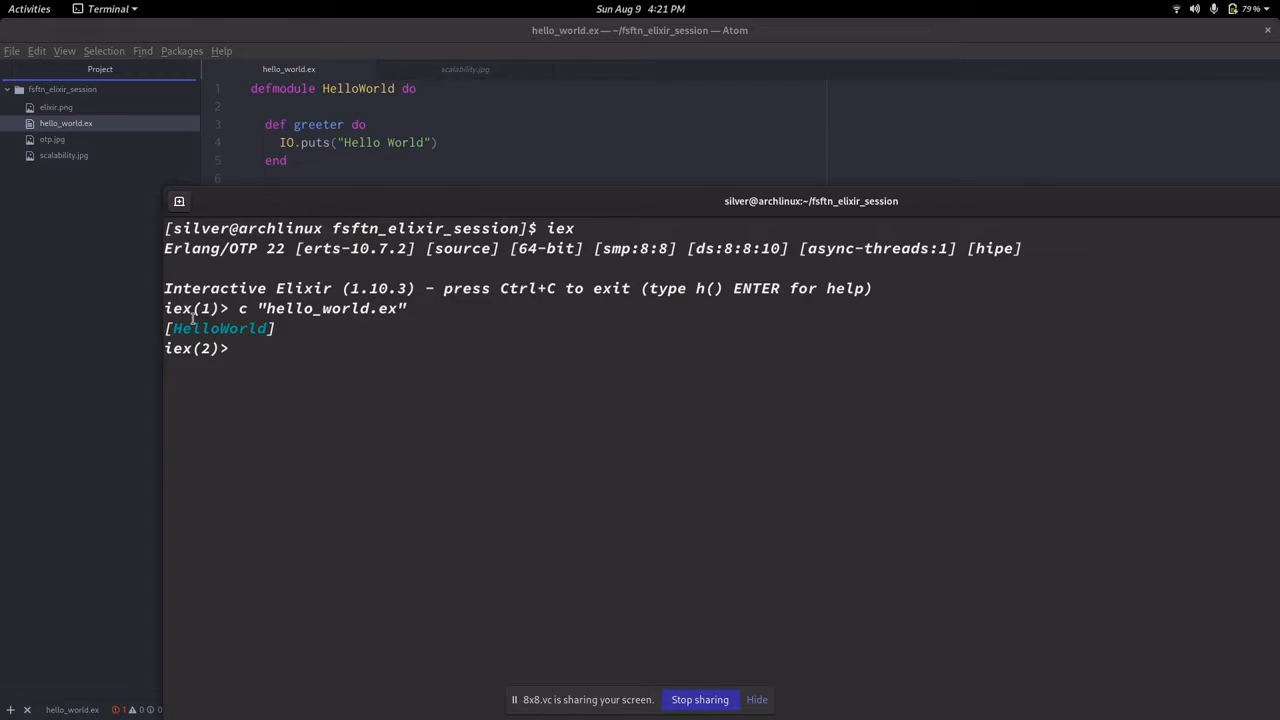 Activities Terminal Sun Aug 9 4:21 PM 79 %
hello_world.ex — ~/fsftn_elixir_session — Atom
File Edit View Selection Find Packages Help
Project hello_world.ex scalability.jpg
fsftn_elixir_session
elixir.png
hello_world.ex
otp.jpg
scalability.jpg
1 defmodule HelloWorld do
2
3 def greeter do
4 IO.puts("Hello World")
5 end
6
silver@archlinux:~/fsftn_elixir_session
[silver@archlinux fsftn_elixir_session]$ iex
Erlang/OTP 22 [erts-10.7.2] [source] [64-bit] [smp:8:8] [ds:8:8:10] [async-threads:1] [hipe]
Interactive Elixir (1.10.3) - press Ctrl+C to exit (type h() ENTER for help)
iex(1)> c "hello_world.ex"
[HelloWorld]
iex(2)>
8x8.vc is sharing your screen. Stop sharing Hide
hello_world.ex 1 0 0